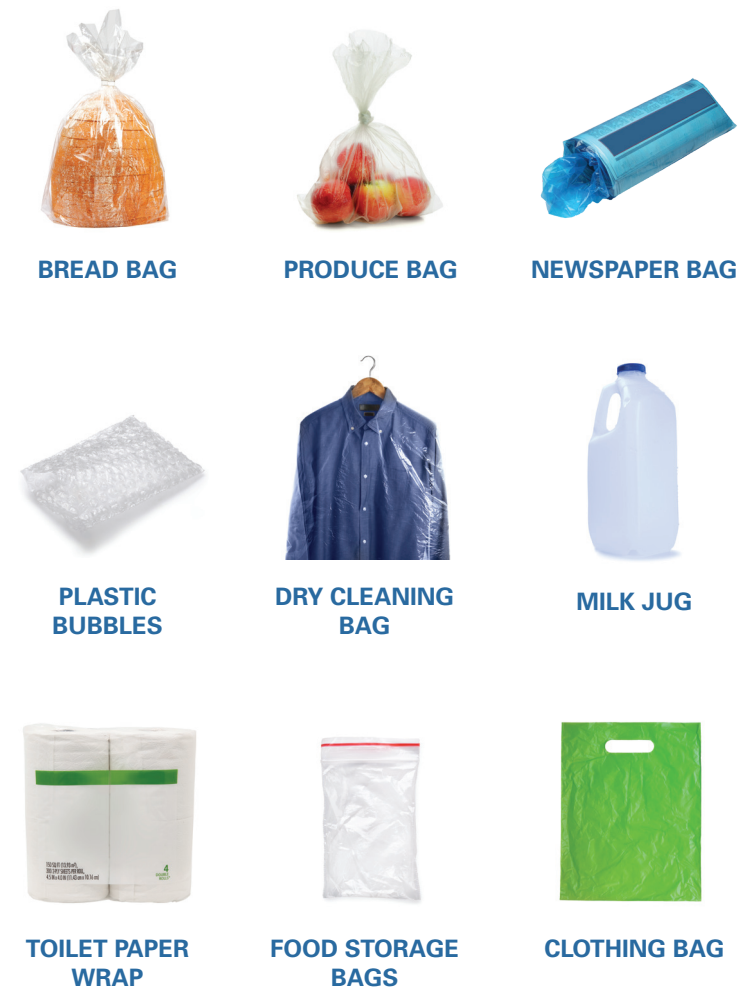 BREAD BAG
PRODUCE BAG
NEWSPAPER BAG
PLASTIC
BUBBLES
DRY CLEANING
BAG
MILK JUG
4
TOILET PAPER
WRAP
FOOD STORAGE
BAGS
CLOTHING BAG